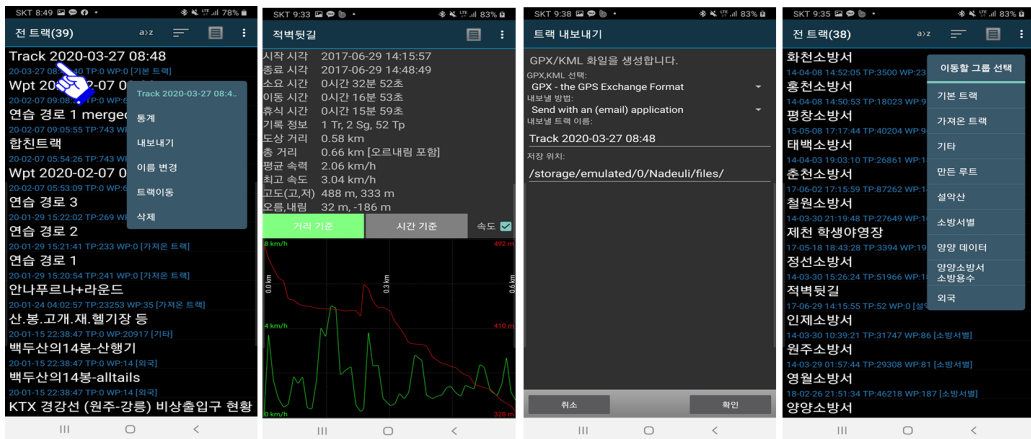 SKT 8:49
78%
전 트랙(39)
a›z
Track 2020-03-27 08:48
20-03-27 08:
:40 TP:0 WP:0 [기본 트랙]
Wpt 20
-07 0
20-02-07 09:08:
TP:0 WP:6
연습 경로 1 merged
20-02-07 09:05:55 TP:743 WP
합친트랙
20-02-07 05:54:26 TP:743 WP
Wpt 2020-02-07 0
20-02-07 05:53:09 TP:0 WP:6
연습 경로 3
20-01-29 15:22:02 TP:269 WP
연습 경로 2
20-01-29 15:21:41 TP:233 WP:0 [가져온 트랙]
연습 경로 1
20-01-29 15:20:54 TP:241 WP:0 [가져온 트랙]
안나푸르나+라운드
20-01-24 04:02:57 TP:23253 WP:35 [가져온 트랙]
산.봉.고개.재.헬기장 등
20-01-15 22:38:47 TP:0 WP:20917 [기타]
백두산의14봉-산행기
20-01-15 22:38:47 TP:0 WP:14 [외국]
백두산의14봉-alltails
20-01-15 22:38:47 TP:0 WP:14 [외국]
KTX 경강선 (원주-강릉) 비상출입구 현황
Track 2020-03-27 08:4..
통계
내보내기
이름 변경
트랙이동
삭제
SKT 9:33
83%
적벽뒷길
시작 시각 2017-06-29 14:15:57
종료 시각 2017-06-29 14:48:49
소요 시간 0시간 32분 52초
이동 시간 0시간 16분 53초
휴식 시간 0시간 15분 59초
기록 정보 1 Tr, 2 Sg, 52 Tp
도상 거리 0.58 km
총 거리 0.66 km [오르내림 포함]
평균 속력 2.06 km/h
최고 속도 3.04 km/h
고도(고,저) 488 m, 333 m
오름,내림 32 m, -186 m
거리 기준
시간 기준
속도
8 km/h
492 m
0.0 km
0.3 km
0.6 km
4 km/h
410 m
0 km/h
328 m
SKT 9:38
83%
트랙 내보내기
GPX/KML 화일을 생성합니다.
GPX,KML 선택:
GPX - the GPS Exchange Format
내보낼 방법:
Send with an (email) application
내보낼 트랙 이름:
Track 2020-03-27 08:48
저장 위치:
/storage/emulated/0/Nadeuli/files/
취소
확인
SKT 9:35
83%
전 트랙(38)
a›z
화천소방서
14-04-08 14:52:05 TP:3500 WP:23
홍천소방서
14-04-08 14:50:53 TP:18023 WP:9
평창소방서
15-05-08 17:17:44 TP:40204 WP:9
태백소방서
14-04-03 19:03:10 TP:26861 WP:1
춘천소방서
17-06-02 17:15:59 TP:87262 WP:1
철원소방서
14-03-30 21:19:48 TP:27649 WP:1
제천 학생야영장
17-05-18 18:43:28 TP:3394 WP:19
정선소방서
14-03-30 15:26:24 TP:51966 WP:1
적벽뒷길
17-06-29 14:15:55 TP:52 WP:0 [설악
인제소방서
14-03-30 10:39:21 TP:31747 WP:86 [소방서별]
원주소방서
14-03-29 01:57:44 TP:29308 WP:81 [소방서별]
영월소방서
18-02-26 21:51:34 TP:46218 WP:187 [소방서별]
양양소방서
이동할 그룹 선택
기본 트랙
가져온 트랙
기타
만든 루트
설악산
소방서별
양양 데이터
양양소방서
소방용수
외국